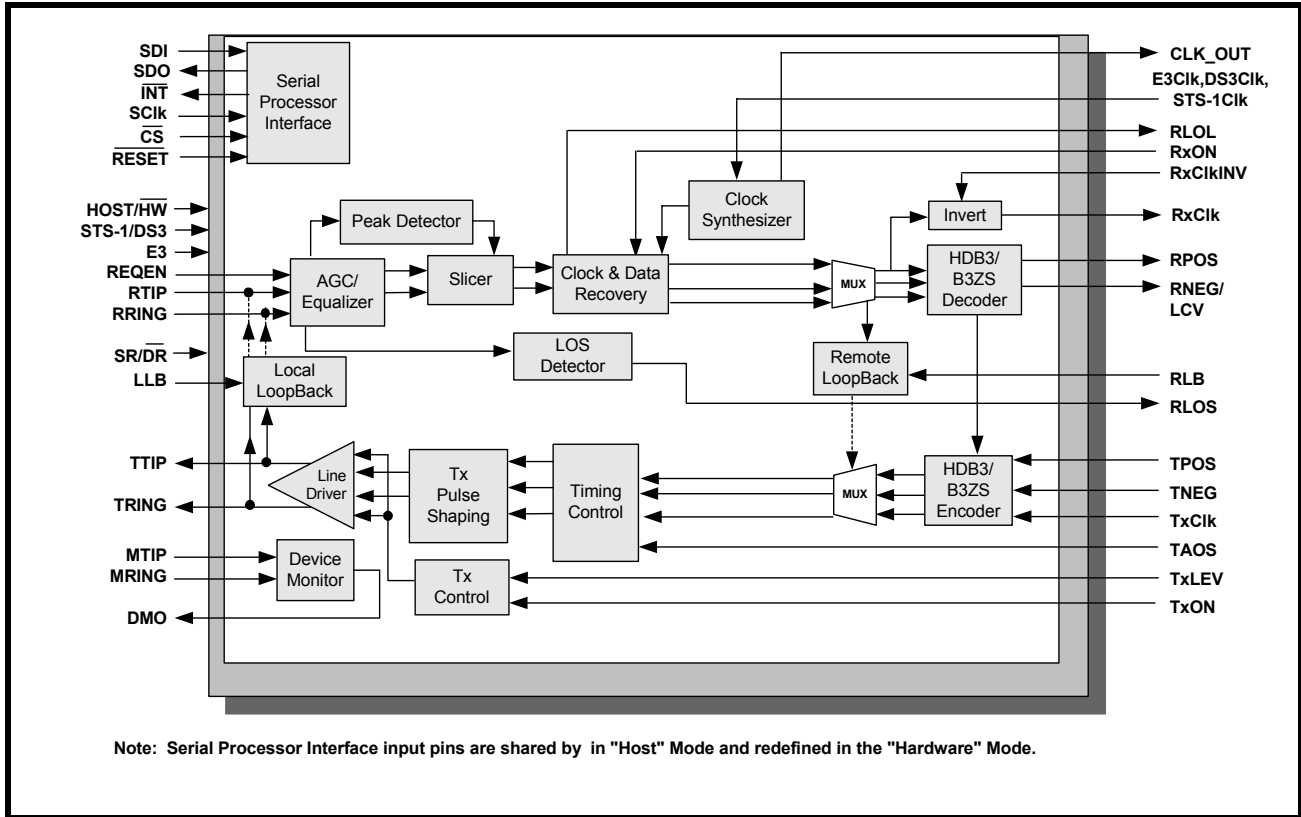 SDI
SDO
INT
SClk
CS
RESET
HOST/HW
STS-1/DS3
E3
REQEN
RTIP
RRING
SR/DR
LLB
TTIP
TRING
MTIP
MRING
DMO
Serial
Processor
Interface
Peak Detector
AGC/
Equalizer
Slicer
Clock & Data
Recovery
Clock
Synthesizer
Invert
MUX
HDB3/
B3ZS
Decoder
LOS
Detector
Remote
LoopBack
Local
LoopBack
Line
Driver
Tx
Pulse
Shaping
Timing
Control
MUX
HDB3/
B3ZS
Encoder
Device
Monitor
Tx
Control
CLK_OUT
E3Clk,DS3Clk,
STS-1Clk
RLOL
RxON
RxClkINV
RxClk
RPOS
RNEG/
LCV
RLB
RLOS
TPOS
TNEG
TxClk
TAOS
TxLEV
TxON
Note: Serial Processor Interface input pins are shared by in "Host" Mode and redefined in the "Hardware" Mode.